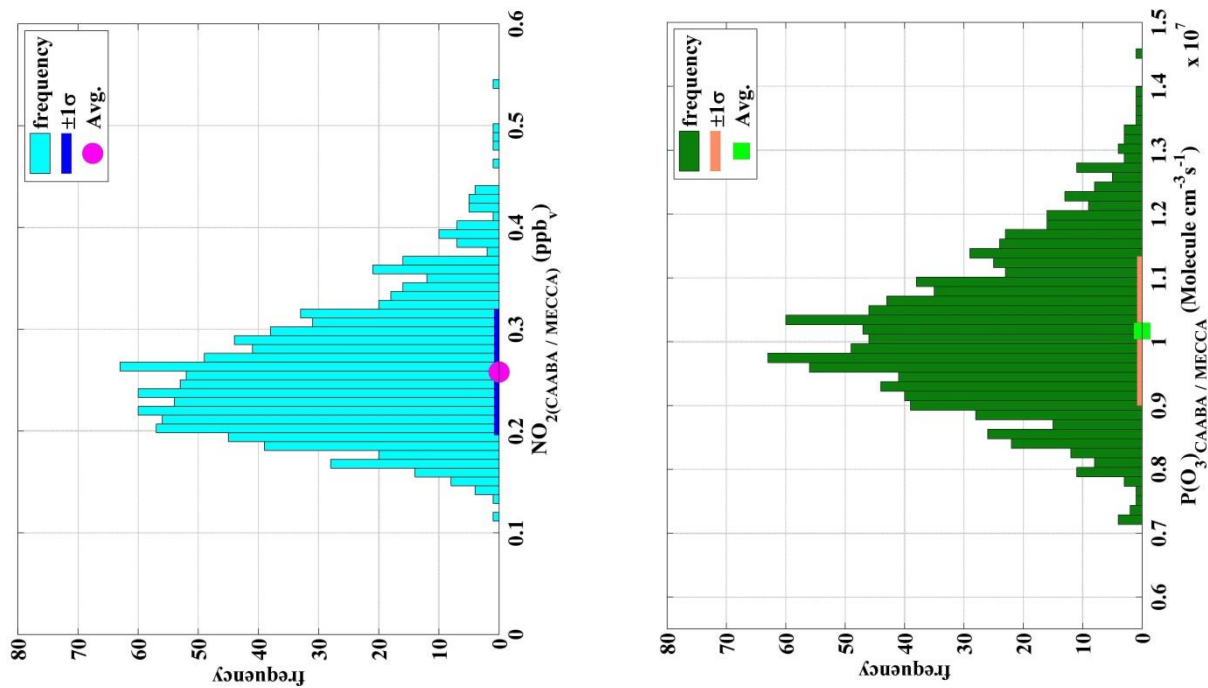 frequency
±1σ
Avg.
80
70
60
50
40
30
20
10
0
frequency
0 0.1 0.2 0.3 0.4 0.5 0.6
NO2(CAABA / MECCA) (ppbv)
frequency
±1σ
Avg.
80
70
60
50
40
30
20
10
0
frequency
0.6 0.7 0.8 0.9 1 1.1 1.2 1.3 1.4 1.5
x 10^7
P(O3)CAABA / MECCA (Molecule cm-3s-1)